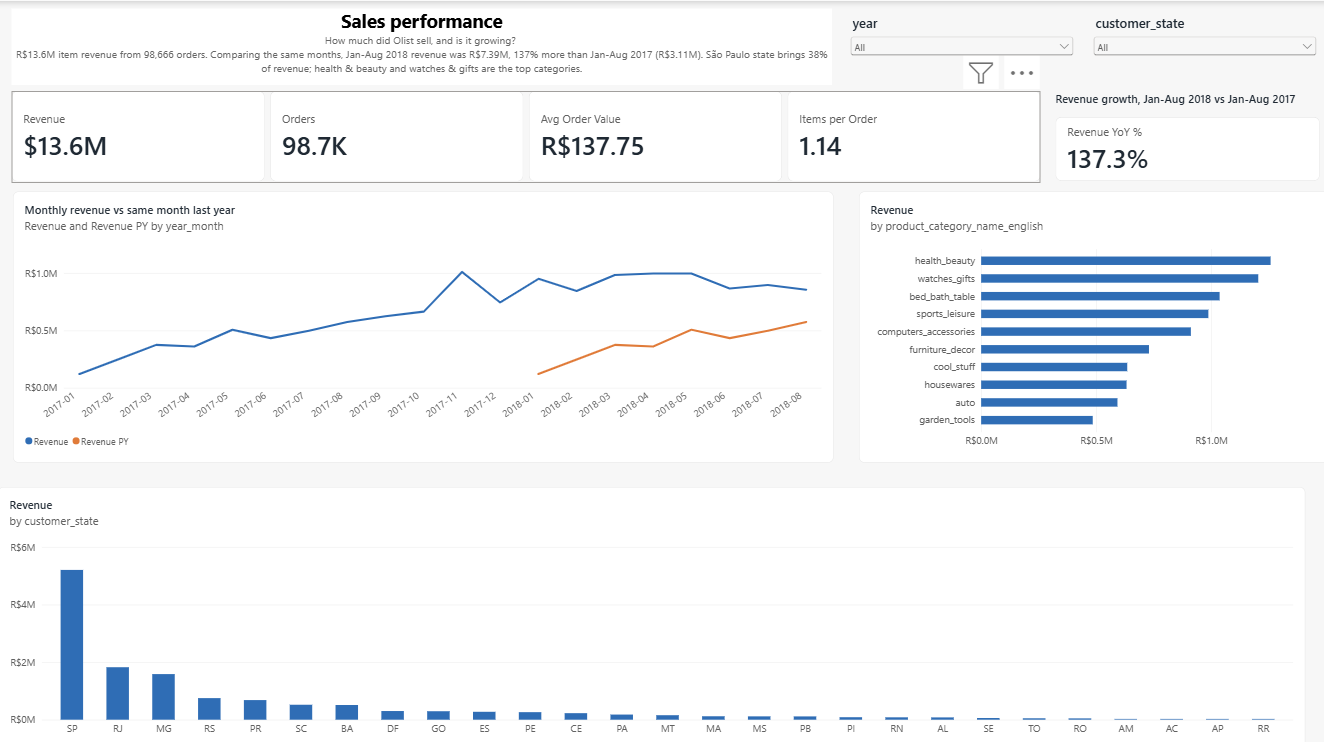 Sales performance
How much did Olist sell, and is it growing?
R$13.6M item revenue from 98,666 orders. Comparing the same months, Jan-Aug 2018 revenue was R$7.39M, 137% more than Jan-Aug 2017 (R$3.11M). São Paulo state brings 38%
of revenue; health & beauty and watches & gifts are the top categories.
year
All
customer_state
All
Revenue
$13.6M
Orders
98.7K
Avg Order Value
R$137.75
Items per Order
1.14
Revenue growth, Jan-Aug 2018 vs Jan-Aug 2017
Revenue YoY %
137.3%
Monthly revenue vs same month last year
Revenue and Revenue PY by year_month
R$1.0M
R$0.5M
R$0.0M
2017-01 2017-02 2017-03 2017-04 2017-05 2017-06 2017-07 2017-08 2017-09 2017-10 2017-11 2017-12 2018-01 2018-02 2018-03 2018-04 2018-05 2018-06 2018-07 2018-08
Revenue Revenue PY
Revenue
by product_category_name_english
health_beauty
watches_gifts
bed_bath_table
sports_leisure
computers_accessories
furniture_decor
cool_stuff
housewares
auto
garden_tools
R$0.0M R$0.5M R$1.0M
Revenue
by customer_state
R$6M
R$4M
R$2M
R$0M
SP RJ MG RS PR SC BA DF GO ES PE CE PA MT MA MS PB PI RN AL SE TO RO AM AC AP RR